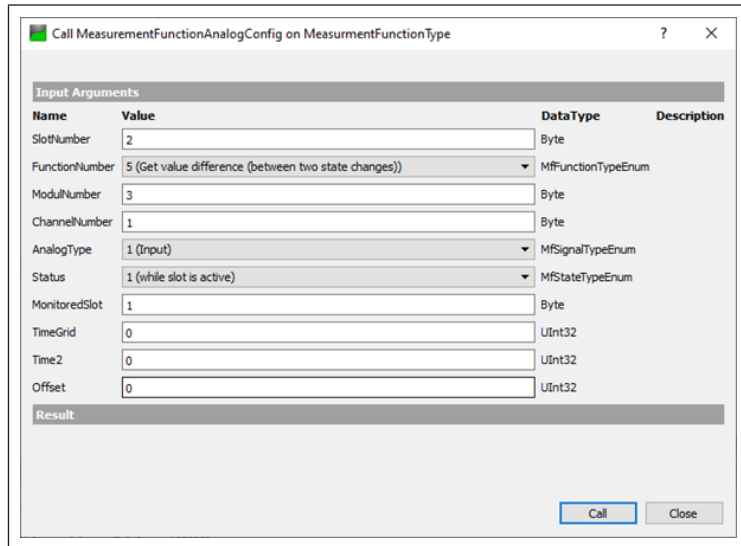 Call MeasurementFunctionAnalogConfig on MeasurmentFunctionType ? ×
Input Arguments
Name Value DataType Description
SlotNumber 2 Byte
FunctionNumber 5 (Get value difference (between two state changes)) MfFunctionTypeEnum
ModulNumber 3 Byte
ChannelNumber 1 Byte
AnalogType 1 (Input) MfSignalTypeEnum
Status 1 (while slot is active) MfStateTypeEnum
MonitoredSlot 1 Byte
TimeGrid 0 UInt32
Time2 0 UInt32
Offset 0 UInt32
Result
Call Close